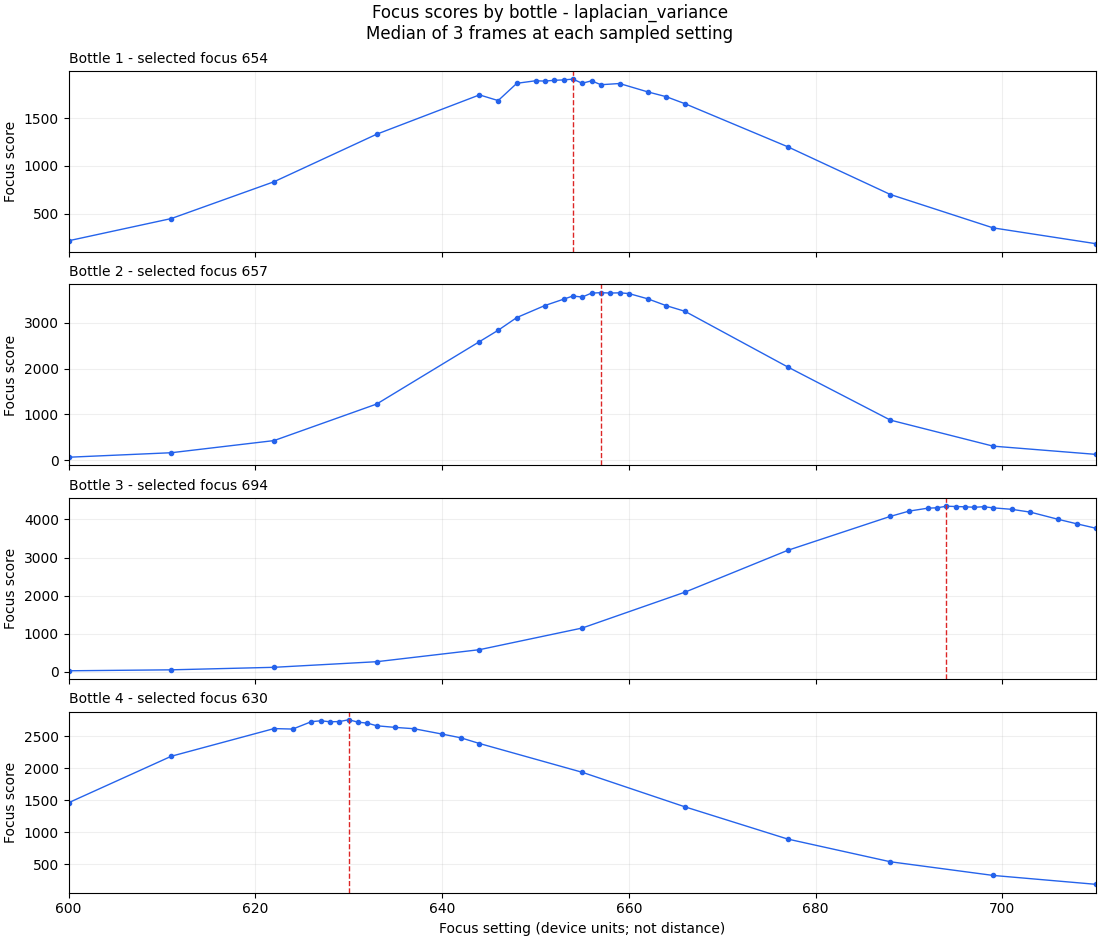 Focus scores by bottle - laplacian_variance
Median of 3 frames at each sampled setting
Bottle 1 - selected focus 654
Focus score
1500
1000
500
Bottle 2 - selected focus 657
Focus score
3000
2000
1000
0
Bottle 3 - selected focus 694
Focus score
4000
3000
2000
1000
0
Bottle 4 - selected focus 630
Focus score
2500
2000
1500
1000
500
600 620 640 660 680 700
Focus setting (device units; not distance)